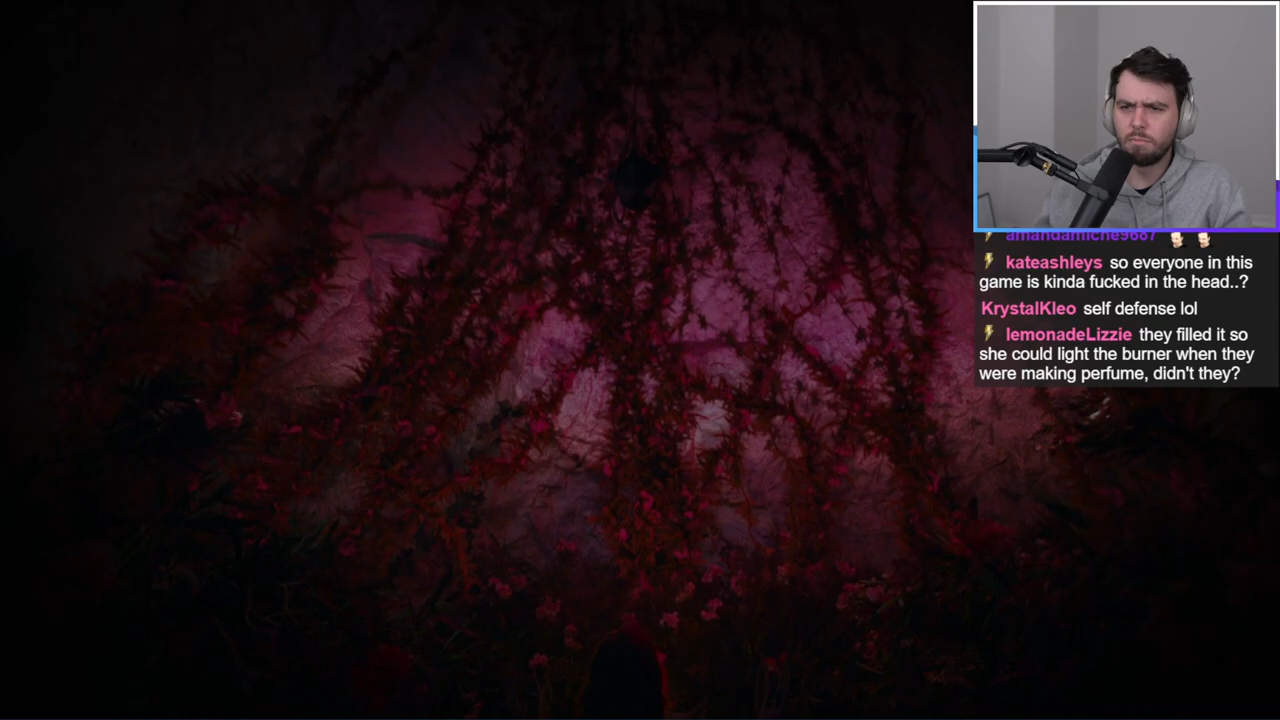 amandamiche9687
kateashleys so everyone in this
game is kinda fucked in the head..?
KrystalKleo self defense lol
lemonadeLizzie they filled it so
she could light the burner when they
were making perfume, didn't they?